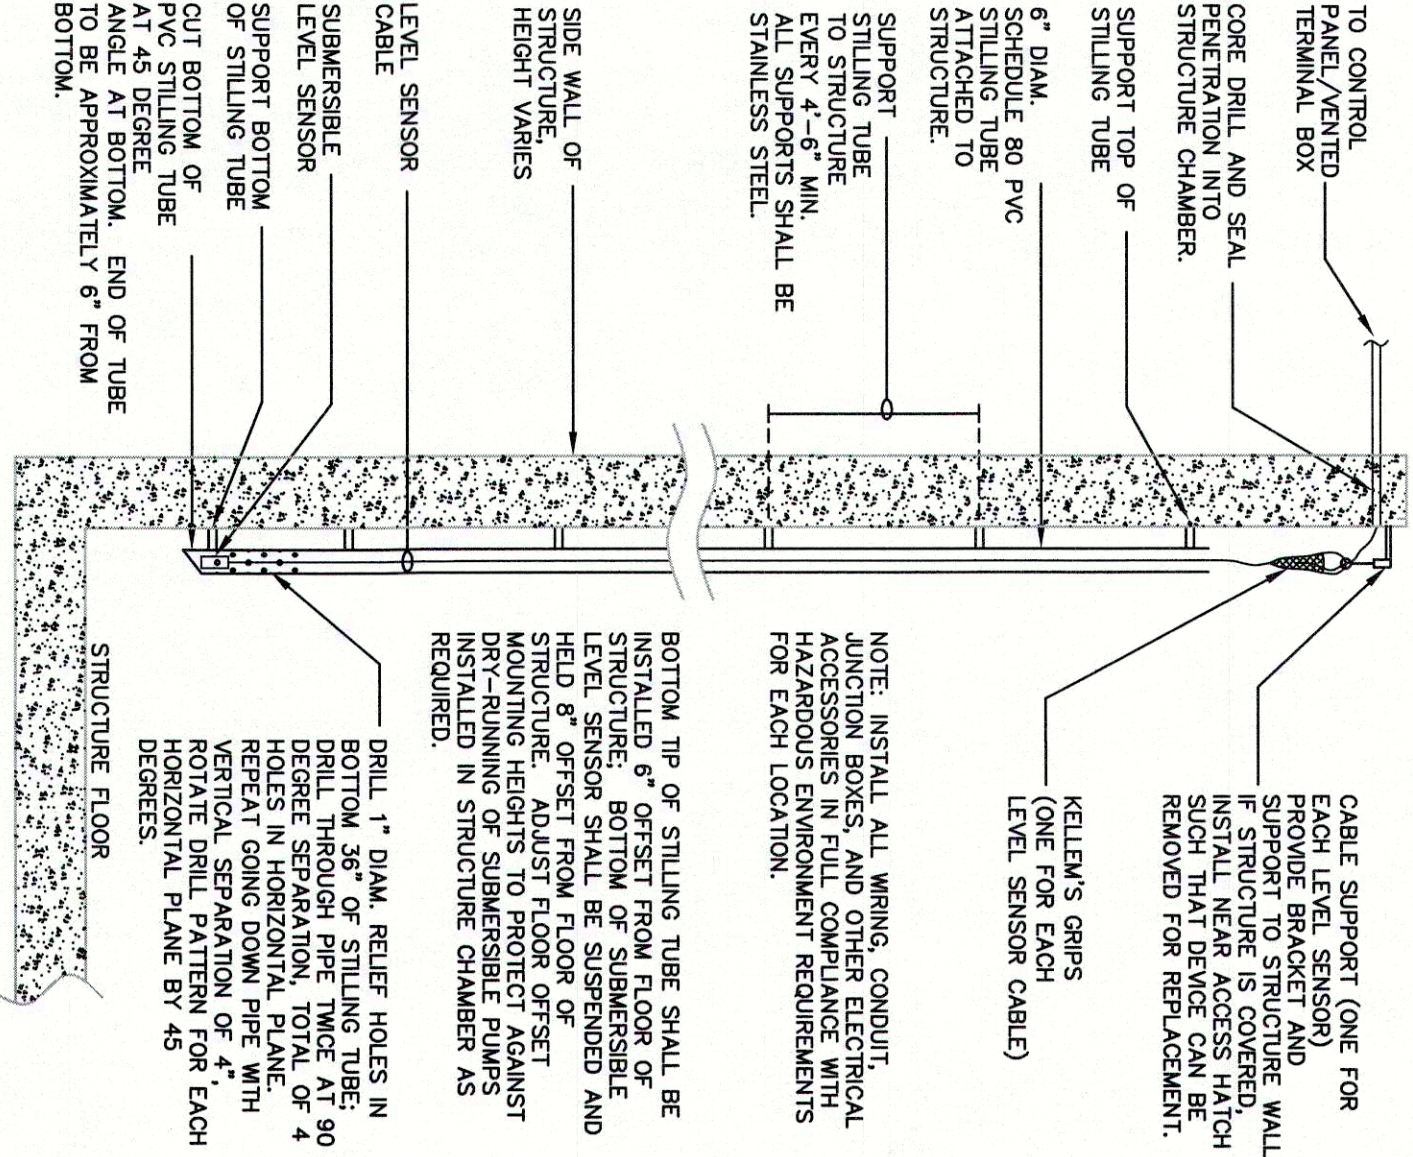 TO CONTROL
PANEL/VENTED
TERMINAL BOX
CORE DRILL AND SEAL
PENETRATION INTO
STRUCTURE CHAMBER.
SUPPORT TOP OF
STILLING TUBE
6" DIAM.
SCHEDULE 80 PVC
STILLING TUBE
ATTACHED TO
STRUCTURE.
SUPPORT
STILLING TUBE
TO STRUCTURE
EVERY 4'-6" MIN.
ALL SUPPORTS SHALL BE
STAINLESS STEEL.
SIDE WALL OF
STRUCTURE,
HEIGHT VARIES
LEVEL SENSOR
CABLE
SUBMERSIBLE
LEVEL SENSOR
SUPPORT BOTTOM
OF STILLING TUBE
CUT BOTTOM OF
PVC STILLING TUBE
AT 45 DEGREE
ANGLE AT BOTTOM. END OF TUBE
TO BE APPROXIMATELY 6" FROM
BOTTOM.
CABLE SUPPORT (ONE FOR
EACH LEVEL SENSOR)
PROVIDE BRACKET AND
SUPPORT TO STRUCTURE WALL
IF STRUCTURE IS COVERED,
INSTALL NEAR ACCESS HATCH
SUCH THAT DEVICE CAN BE
REMOVED FOR REPLACEMENT.
KELLEM'S GRIPS
(ONE FOR EACH
LEVEL SENSOR CABLE)
NOTE: INSTALL ALL WIRING, CONDUIT,
JUNCTION BOXES, AND OTHER ELECTRICAL
ACCESSORIES IN FULL COMPLIANCE WITH
HAZARDOUS ENVIRONMENT REQUIREMENTS
FOR EACH LOCATION.
BOTTOM TIP OF STILLING TUBE SHALL BE
INSTALLED 6" OFFSET FROM FLOOR OF
STRUCTURE; BOTTOM OF SUBMERSIBLE
LEVEL SENSOR SHALL BE SUSPENDED AND
HELD 8" OFFSET FROM FLOOR OF
STRUCTURE. ADJUST FLOOR OFFSET
MOUNTING HEIGHTS TO PROTECT AGAINST
DRY-RUNNING OF SUBMERSIBLE PUMPS
INSTALLED IN STRUCTURE CHAMBER AS
REQUIRED.
DRILL 1" DIAM. RELIEF HOLES IN
BOTTOM 36" OF STILLING TUBE;
DRILL THROUGH PIPE TWICE AT 90
DEGREE SEPARATION, TOTAL OF 4
HOLES IN HORIZONTAL PLANE.
REPEAT GOING DOWN PIPE WITH
VERTICAL SEPARATION OF 4",
ROTATE DRILL PATTERN FOR EACH
HORIZONTAL PLANE BY 45
DEGREES.
STRUCTURE FLOOR